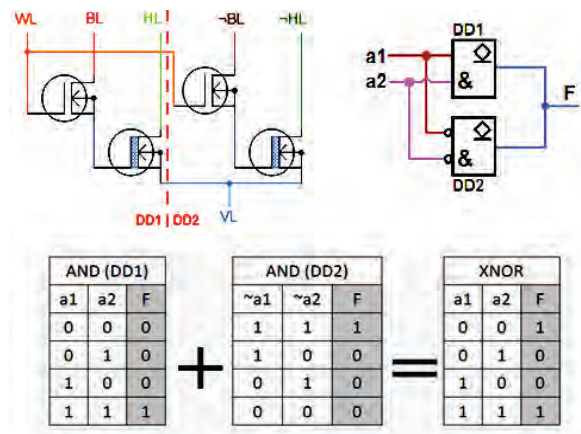 WL BL HL ¬BL ¬HL
DD1 | DD2
VL
DD1
a1
a2
&
F
&
DD2
AND (DD1)
a1 a2 F
0 0 0
0 1 0
1 0 0
1 1 1
+
AND (DD2)
~a1 ~a2 F
1 1 1
1 0 0
0 1 0
0 0 0
=
XNOR
a1 a2 F
0 0 1
0 1 0
1 0 0
1 1 1